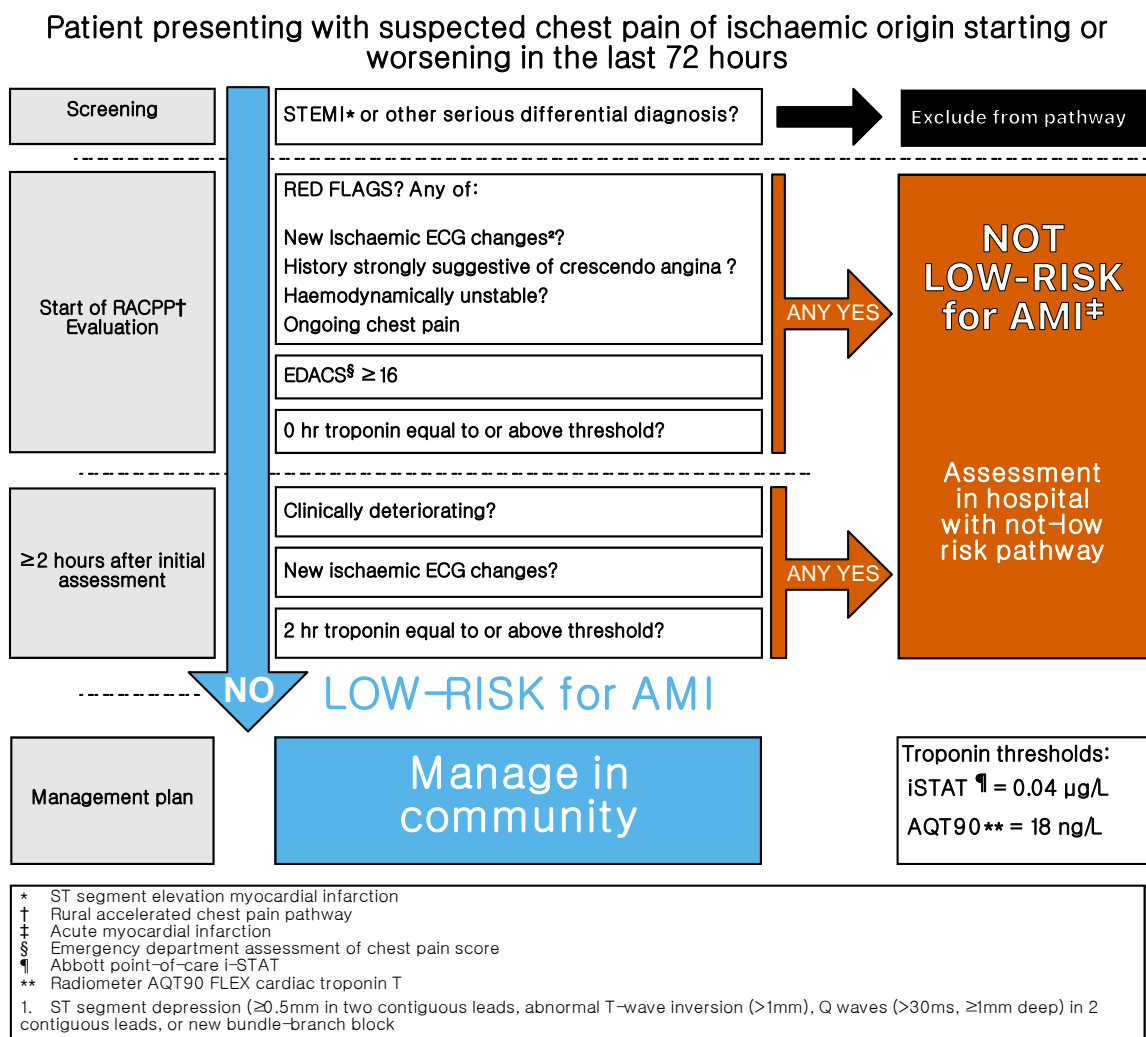 Patient presenting with suspected chest pain of ischaemic origin starting or
worsening in the last 72 hours
Screening
STEMI* or other serious differential diagnosis?
Exclude from pathway
Start of RACPP†
Evaluation
RED FLAGS? Any of:
New Ischaemic ECG changes²?
History strongly suggestive of crescendo angina ?
Haemodynamically unstable?
Ongoing chest pain
EDACS§ ≥16
0 hr troponin equal to or above threshold?
ANY YES
NOT
LOW-RISK
for AMI‡
Assessment
in hospital
with not-low
risk pathway
≥2 hours after initial
assessment
Clinically deteriorating?
New ischaemic ECG changes?
2 hr troponin equal to or above threshold?
ANY YES
NO
LOW-RISK for AMI
Management plan
Manage in
community
Troponin thresholds:
iSTAT ¶ = 0.04 µg/L
AQT90** = 18 ng/L
* ST segment elevation myocardial infarction
† Rural accelerated chest pain pathway
‡ Acute myocardial infarction
§ Emergency department assessment of chest pain score
¶ Abbott point-of-care i-STAT
** Radiometer AQT90 FLEX cardiac troponin T
1. ST segment depression (≥0.5mm in two contiguous leads, abnormal T-wave inversion (>1mm), Q waves (>30ms, ≥1mm deep) in 2
contiguous leads, or new bundle-branch block